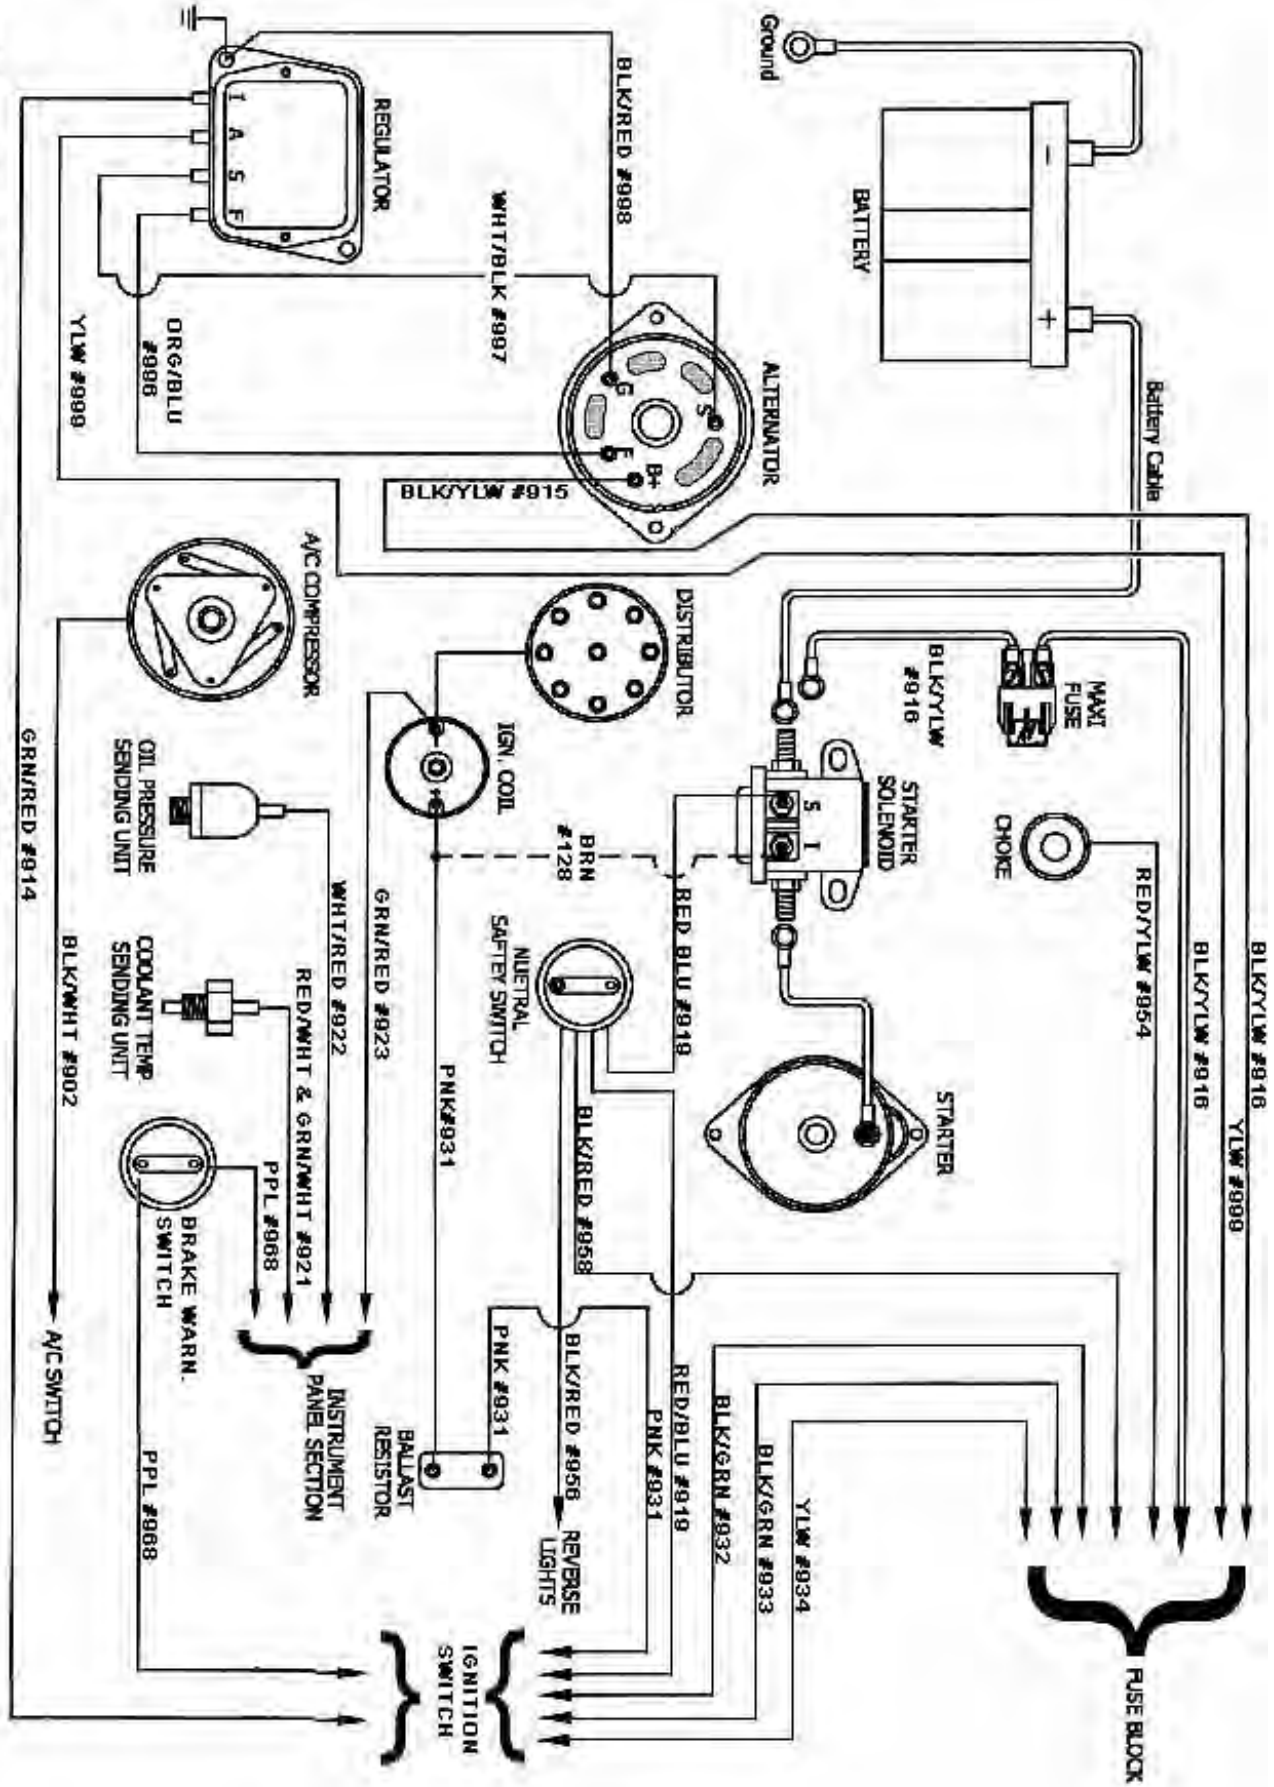 Ground
BATTERY
Battery Cable
-
+
REGULATOR
I
A
S
F
BLK/RED #998
WHT/BLK #997
ORG/BLU
#996
YLW #999
ALTERNATOR
G
S
F
B+
BLK/YLW #915
MAXI
FUSE
BLK/YLW
#916
CHOKE
STARTER
SOLENOID
S
I
DISTRIBUTOR
IGN. COIL
-
+
A/C COMPRESSOR
OIL PRESSURE
SENDING UNIT
COOLANT TEMP
SENDING UNIT
BRN
#128
RED BLU #919
NUETRAL
SAFTEY SWITCH
STARTER
RED/YLW #954
BLK/YLW #916
BLK/YLW #916
YLW #999
GRN/RED #914
BLK/WHT #902
WHT/RED #922
GRN/RED #923
RED/WHT & GRN/WHT #921
PPL #968
PNK#931
BLK/RED #958
BRAKE WARN.
SWITCH
INSTRUMENT
PANEL SECTION
A/C SWITCH
PPL #968
BALLAST
RESISTOR
PNK #931
BLK/RED #956
REVERSE
LIGHTS
PNK #931
RED/BLU #919
BLK/GRN #932
BLK/GRN #933
YLW #934
IGNITION
SWITCH
FUSE BLOCK